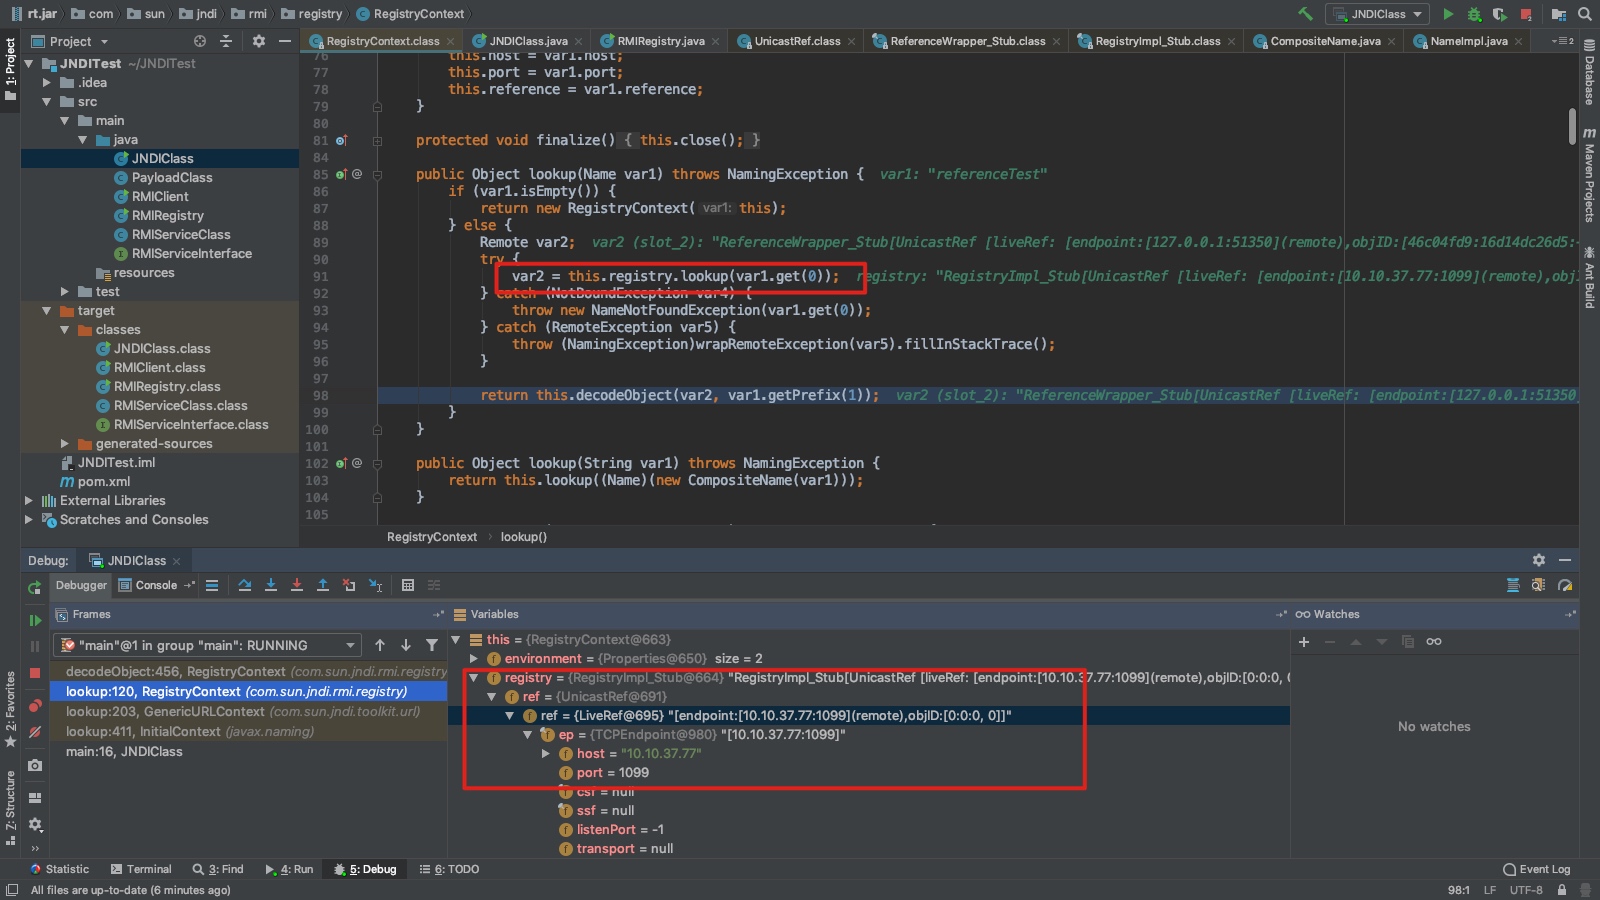 rt.jar com sun jndi rmi registry RegistryContext
JNDIClass
Project
RegistryContext.class JNDIClass.java RMIRegistry.java UnicastRef.class ReferenceWrapper_Stub.class RegistryImpl_Stub.class CompositeName.java NameImpl.java
1: Project
JNDITest ~/JNDITest
.idea
src
main
java
JNDIClass
PayloadClass
RMIClient
RMIRegistry
RMIServiceClass
RMIServiceInterface
resources
test
target
classes
JNDIClass.class
RMIClient.class
RMIRegistry.class
RMIServiceClass.class
RMIServiceInterface.class
generated-sources
JNDITest.iml
pom.xml
External Libraries
Scratches and Consoles
76 this.host = var1.host;
77 this.port = var1.port;
78 this.reference = var1.reference;
79 }
80
81 protected void finalize() { this.close(); }
84
85 public Object lookup(Name var1) throws NamingException { var1: "referenceTest"
86 if (var1.isEmpty()) {
87 return new RegistryContext( var1: this);
88 } else {
89 Remote var2; var2 (slot_2): "ReferenceWrapper_Stub[UnicastRef [liveRef: [endpoint:[127.0.0.1:51350](remote),objID:[46c04fd9:16d14dc26d5:-
90 try {
91 var2 = this.registry.lookup(var1.get(0)); registry: "RegistryImpl_Stub[UnicastRef [liveRef: [endpoint:[10.10.37.77:1099](remote),obj
92 } catch (NotBoundException var4) {
93 throw new NameNotFoundException(var1.get(0));
94 } catch (RemoteException var5) {
95 throw (NamingException)wrapRemoteException(var5).fillInStackTrace();
96 }
97
98 return this.decodeObject(var2, var1.getPrefix(1)); var2 (slot_2): "ReferenceWrapper_Stub[UnicastRef [liveRef: [endpoint:[127.0.0.1:51350
99 }
100 }
101
102 public Object lookup(String var1) throws NamingException {
103 return this.lookup((Name)(new CompositeName(var1)));
104 }
105
RegistryContext lookup()
Database
Maven Projects
Ant Build
Debug: JNDIClass
Debugger Console
Frames
"main"@1 in group "main": RUNNING
decodeObject:456, RegistryContext (com.sun.jndi.rmi.registry
lookup:120, RegistryContext (com.sun.jndi.rmi.registry)
lookup:203, GenericURLContext (com.sun.jndi.toolkit.url)
lookup:411, InitialContext (javax.naming)
main:16, JNDIClass
Variables
this = {RegistryContext@663}
environment = {Properties@650} size = 2
registry = {RegistryImpl_Stub@664} "RegistryImpl_Stub[UnicastRef [liveRef: [endpoint:[10.10.37.77:1099](remote),objID:[0:0:0, 0
ref = {UnicastRef@691}
ref = {LiveRef@695} "[endpoint:[10.10.37.77:1099](remote),objID:[0:0:0, 0]]"
ep = {TCPEndpoint@980} "[10.10.37.77:1099]"
host = "10.10.37.77"
port = 1099
csf = null
ssf = null
listenPort = -1
transport = null
Watches
No watches
2: Favorites
Z: Structure
Statistic Terminal 3: Find 4: Run 5: Debug 6: TODO
Event Log
All files are up-to-date (6 minutes ago)
98:1 LF UTF-8